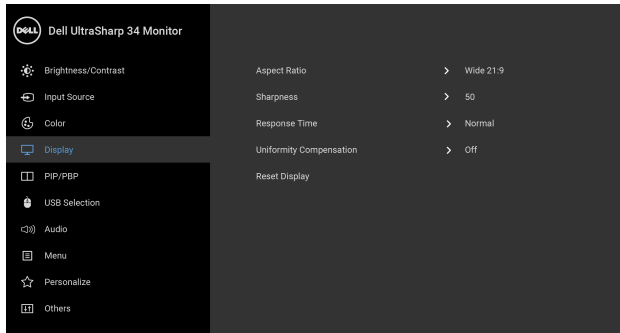 DELL Dell UltraSharp 34 Monitor
Brightness/Contrast
Input Source
Color
Display
PIP/PBP
USB Selection
Audio
Menu
Personalize
Others
Aspect Ratio > Wide 21:9
Sharpness > 50
Response Time > Normal
Uniformity Compensation > Off
Reset Display